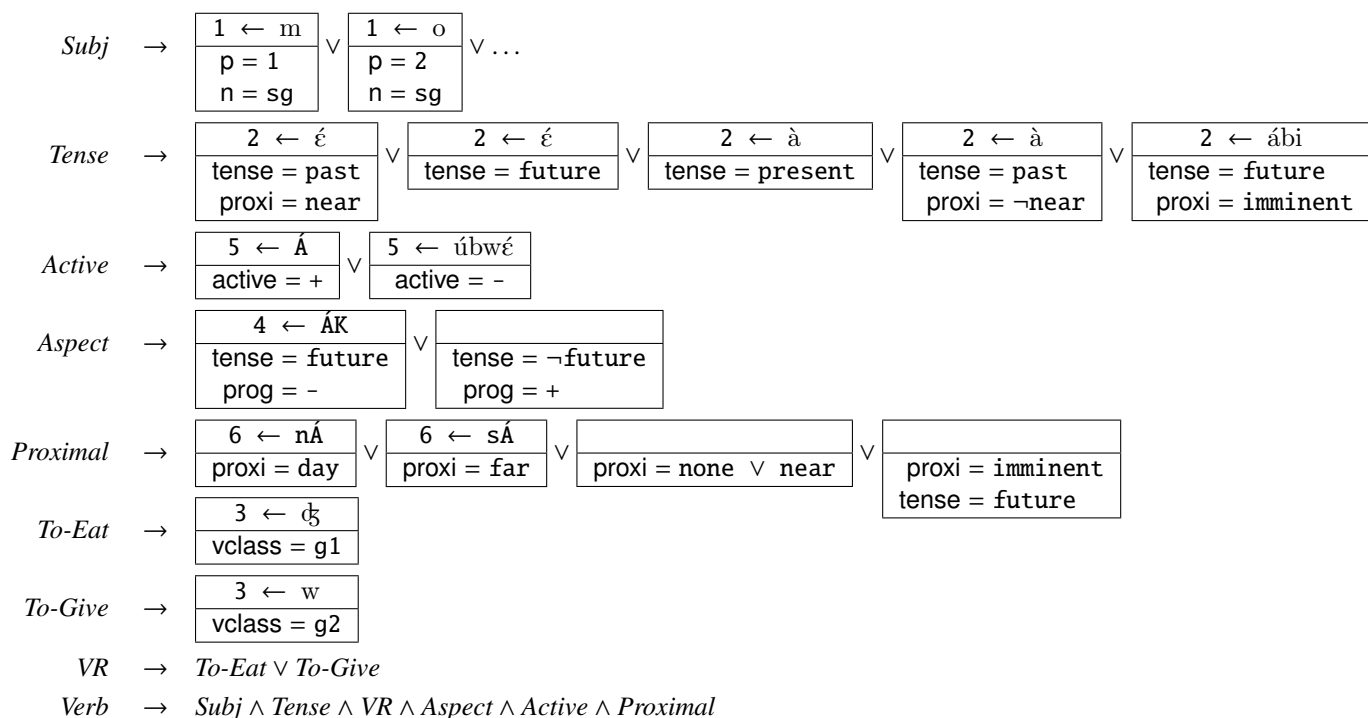 Subj → 1 ← m ∨ 1 ← o ∨ …
p = 1 p = 2
n = sg n = sg
Tense → 2 ← έ ∨ 2 ← έ ∨ 2 ← à ∨ 2 ← à ∨ 2 ← ábi
tense = past tense = future tense = present tense = past tense = future
proxi = near proxi = ¬near proxi = imminent
Active → 5 ← Á ∨ 5 ← úbwέ
active = + active = -
Aspect → 4 ← ÁK ∨
tense = future tense = ¬future
prog = - prog = +
Proximal → 6 ← nÁ ∨ 6 ← sÁ ∨ ∨
proxi = day proxi = far proxi = none ∨ near proxi = imminent
tense = future
To-Eat → 3 ← ʤ
vclass = g1
To-Give → 3 ← w
vclass = g2
VR → To-Eat ∨ To-Give
Verb → Subj ∧ Tense ∧ VR ∧ Aspect ∧ Active ∧ Proximal